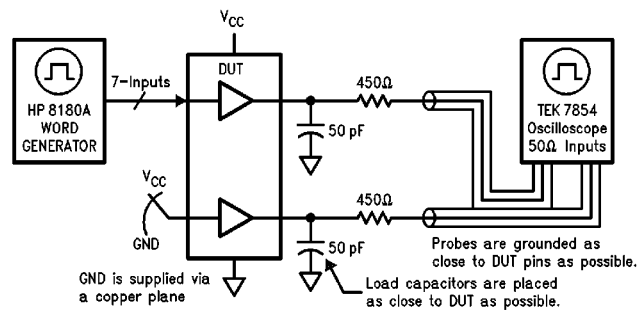 V_CC
DUT
7-Inputs
HP 8180A
WORD
GENERATOR
450Ω
50 pF
TEK 7854
Oscilloscope
50Ω Inputs
V_CC
GND
450Ω
50 pF
Probes are grounded as
close to DUT pins as possible.
GND is supplied via
a copper plane
Load capacitors are placed
as close to DUT as possible.